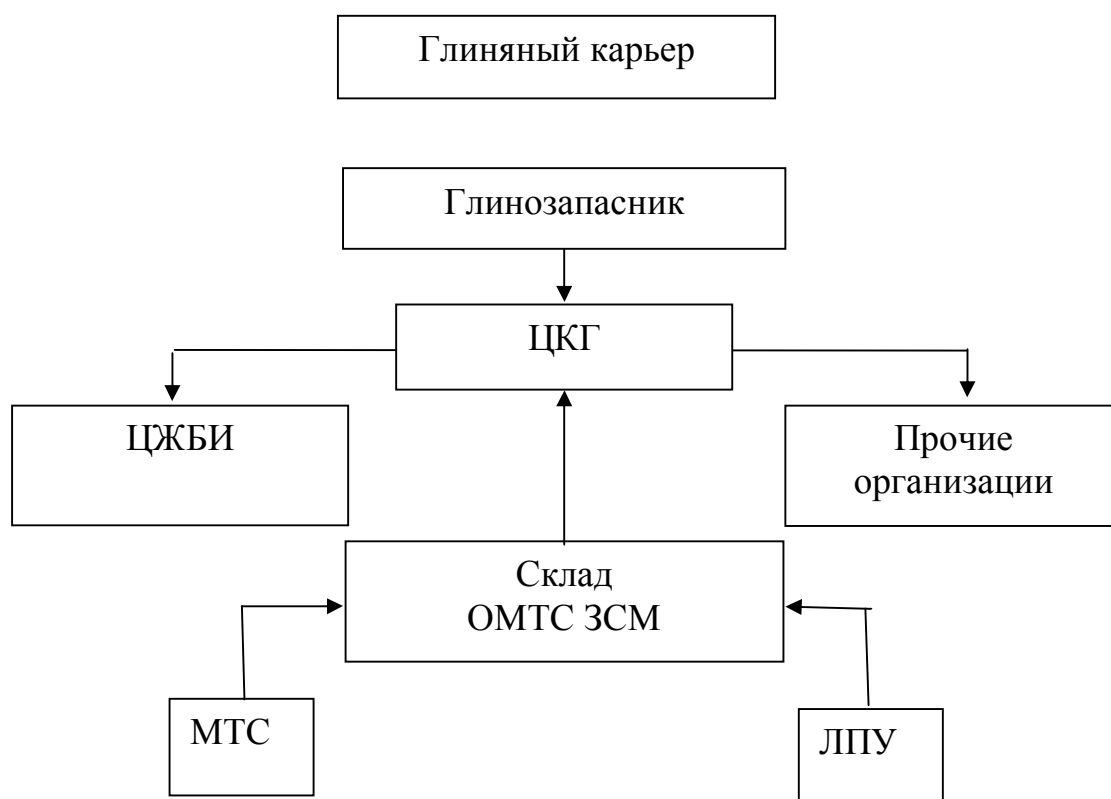 Глиняный карьер
Глинозапасник
ЦКГ
ЦЖБИ
Прочие
организации
Склад
ОМТС ЗСМ
МТС
ЛПУ